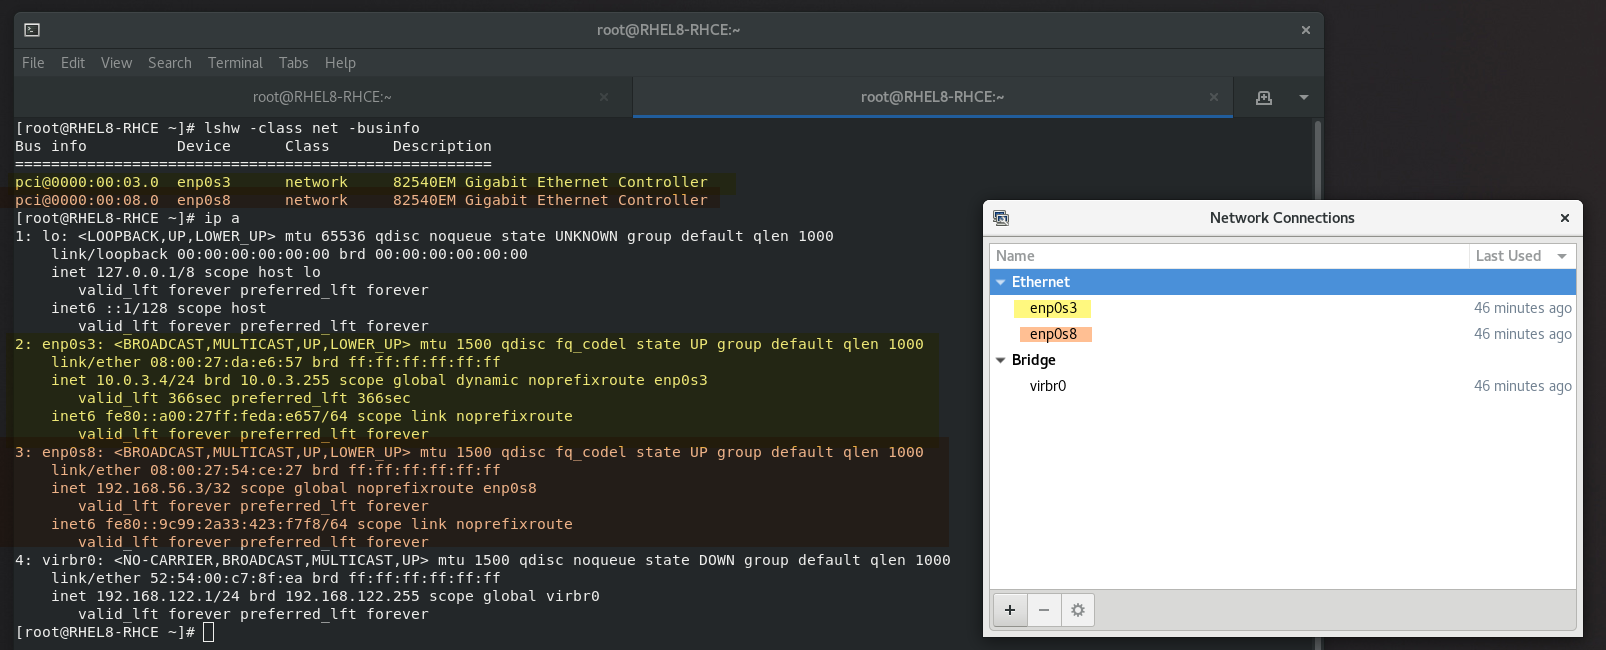 root@RHEL8-RHCE:~
File Edit View Search Terminal Tabs Help
root@RHEL8-RHCE:~ root@RHEL8-RHCE:~
[root@RHEL8-RHCE ~]# lshw -class net -businfo
Bus info          Device      Class       Description
=====================================================
pci@0000:00:03.0  enp0s3      network     82540EM Gigabit Ethernet Controller
pci@0000:00:08.0  enp0s8      network     82540EM Gigabit Ethernet Controller
[root@RHEL8-RHCE ~]# ip a
1: lo: <LOOPBACK,UP,LOWER_UP> mtu 65536 qdisc noqueue state UNKNOWN group default qlen 1000
    link/loopback 00:00:00:00:00:00 brd 00:00:00:00:00:00
    inet 127.0.0.1/8 scope host lo
       valid_lft forever preferred_lft forever
    inet6 ::1/128 scope host
       valid_lft forever preferred_lft forever
2: enp0s3: <BROADCAST,MULTICAST,UP,LOWER_UP> mtu 1500 qdisc fq_codel state UP group default qlen 1000
    link/ether 08:00:27:da:e6:57 brd ff:ff:ff:ff:ff:ff
    inet 10.0.3.4/24 brd 10.0.3.255 scope global dynamic noprefixroute enp0s3
       valid_lft 366sec preferred_lft 366sec
    inet6 fe80::a00:27ff:feda:e657/64 scope link noprefixroute
       valid_lft forever preferred_lft forever
3: enp0s8: <BROADCAST,MULTICAST,UP,LOWER_UP> mtu 1500 qdisc fq_codel state UP group default qlen 1000
    link/ether 08:00:27:54:ce:27 brd ff:ff:ff:ff:ff:ff
    inet 192.168.56.3/32 scope global noprefixroute enp0s8
       valid_lft forever preferred_lft forever
    inet6 fe80::9c99:2a33:423:f7f8/64 scope link noprefixroute
       valid_lft forever preferred_lft forever
4: virbr0: <NO-CARRIER,BROADCAST,MULTICAST,UP> mtu 1500 qdisc noqueue state DOWN group default qlen 1000
    link/ether 52:54:00:c7:8f:ea brd ff:ff:ff:ff:ff:ff
    inet 192.168.122.1/24 brd 192.168.122.255 scope global virbr0
       valid_lft forever preferred_lft forever
[root@RHEL8-RHCE ~]#
Network Connections
Name Last Used
Ethernet
enp0s3 46 minutes ago
enp0s8 46 minutes ago
Bridge
virbr0 46 minutes ago